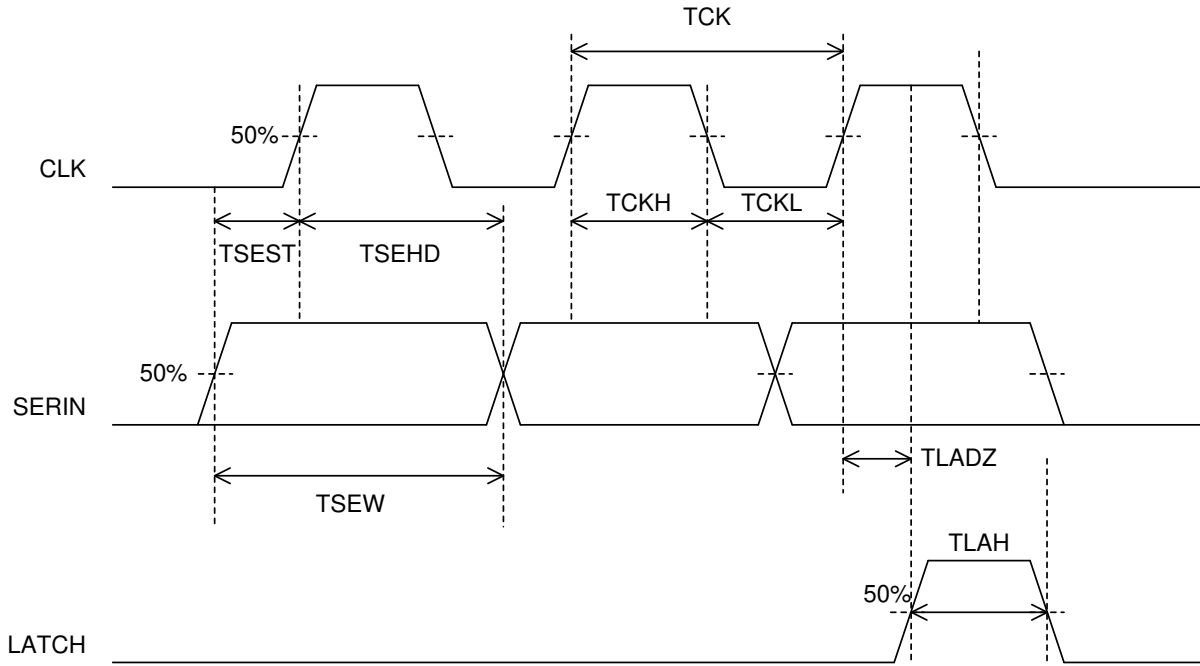 TCK
50%
CLK
TCKH
TCKL
TSEST
TSEHD
50%
SERIN
TLADZ
TSEW
TLAH
50%
LATCH